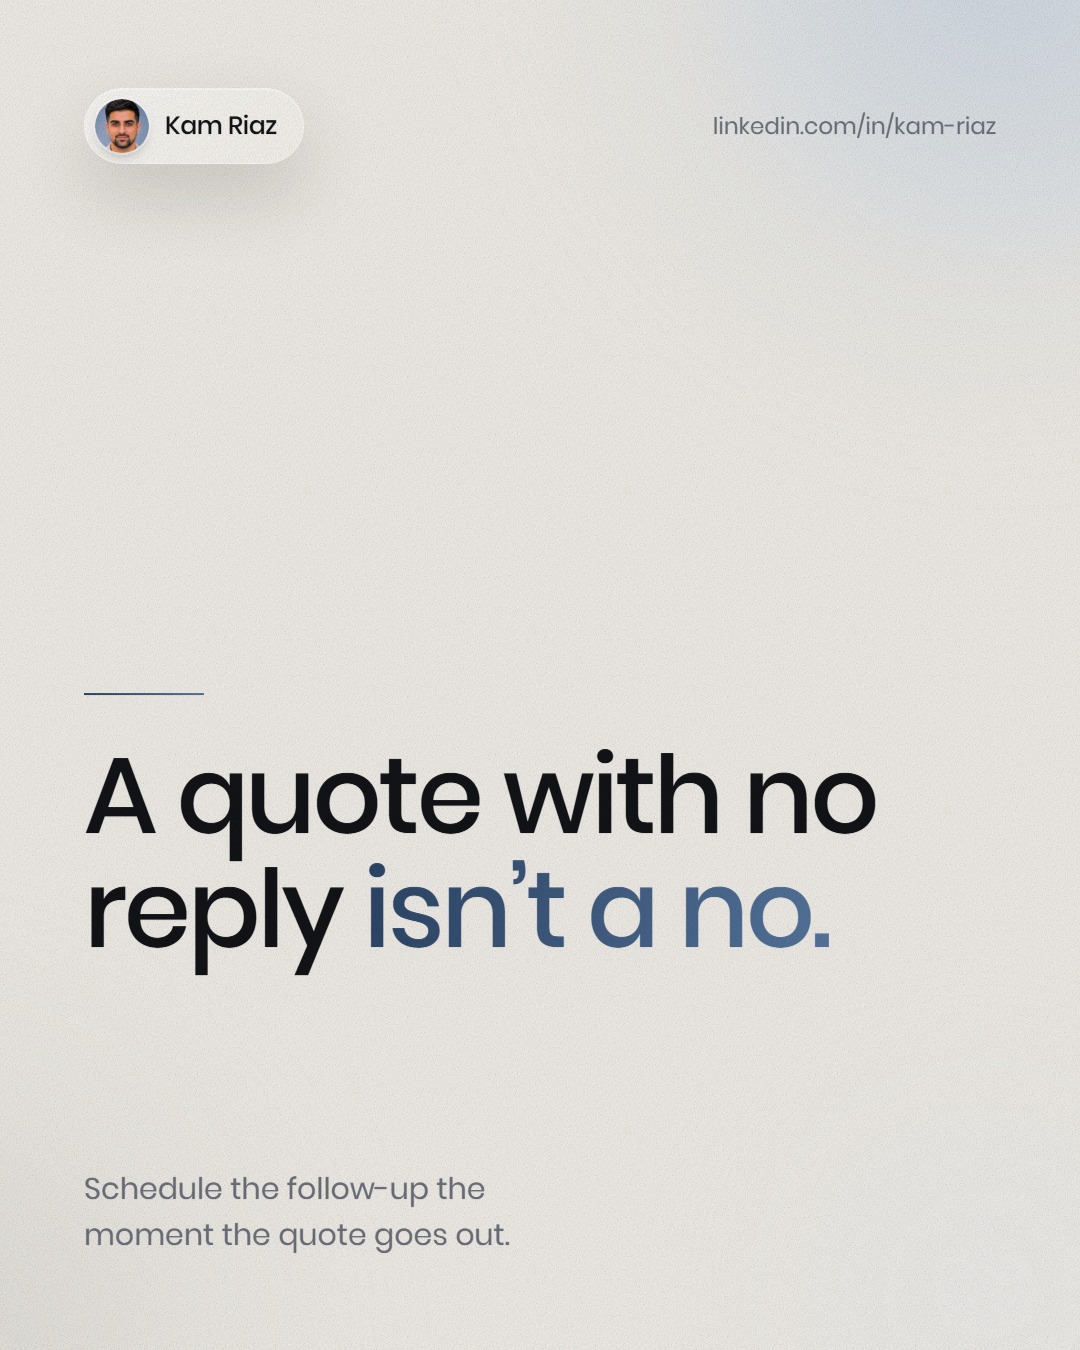 Kam Riaz
linkedin.com/in/kam-riaz
A quote with no
reply isn’t a no.
Schedule the follow-up the
moment the quote goes out.